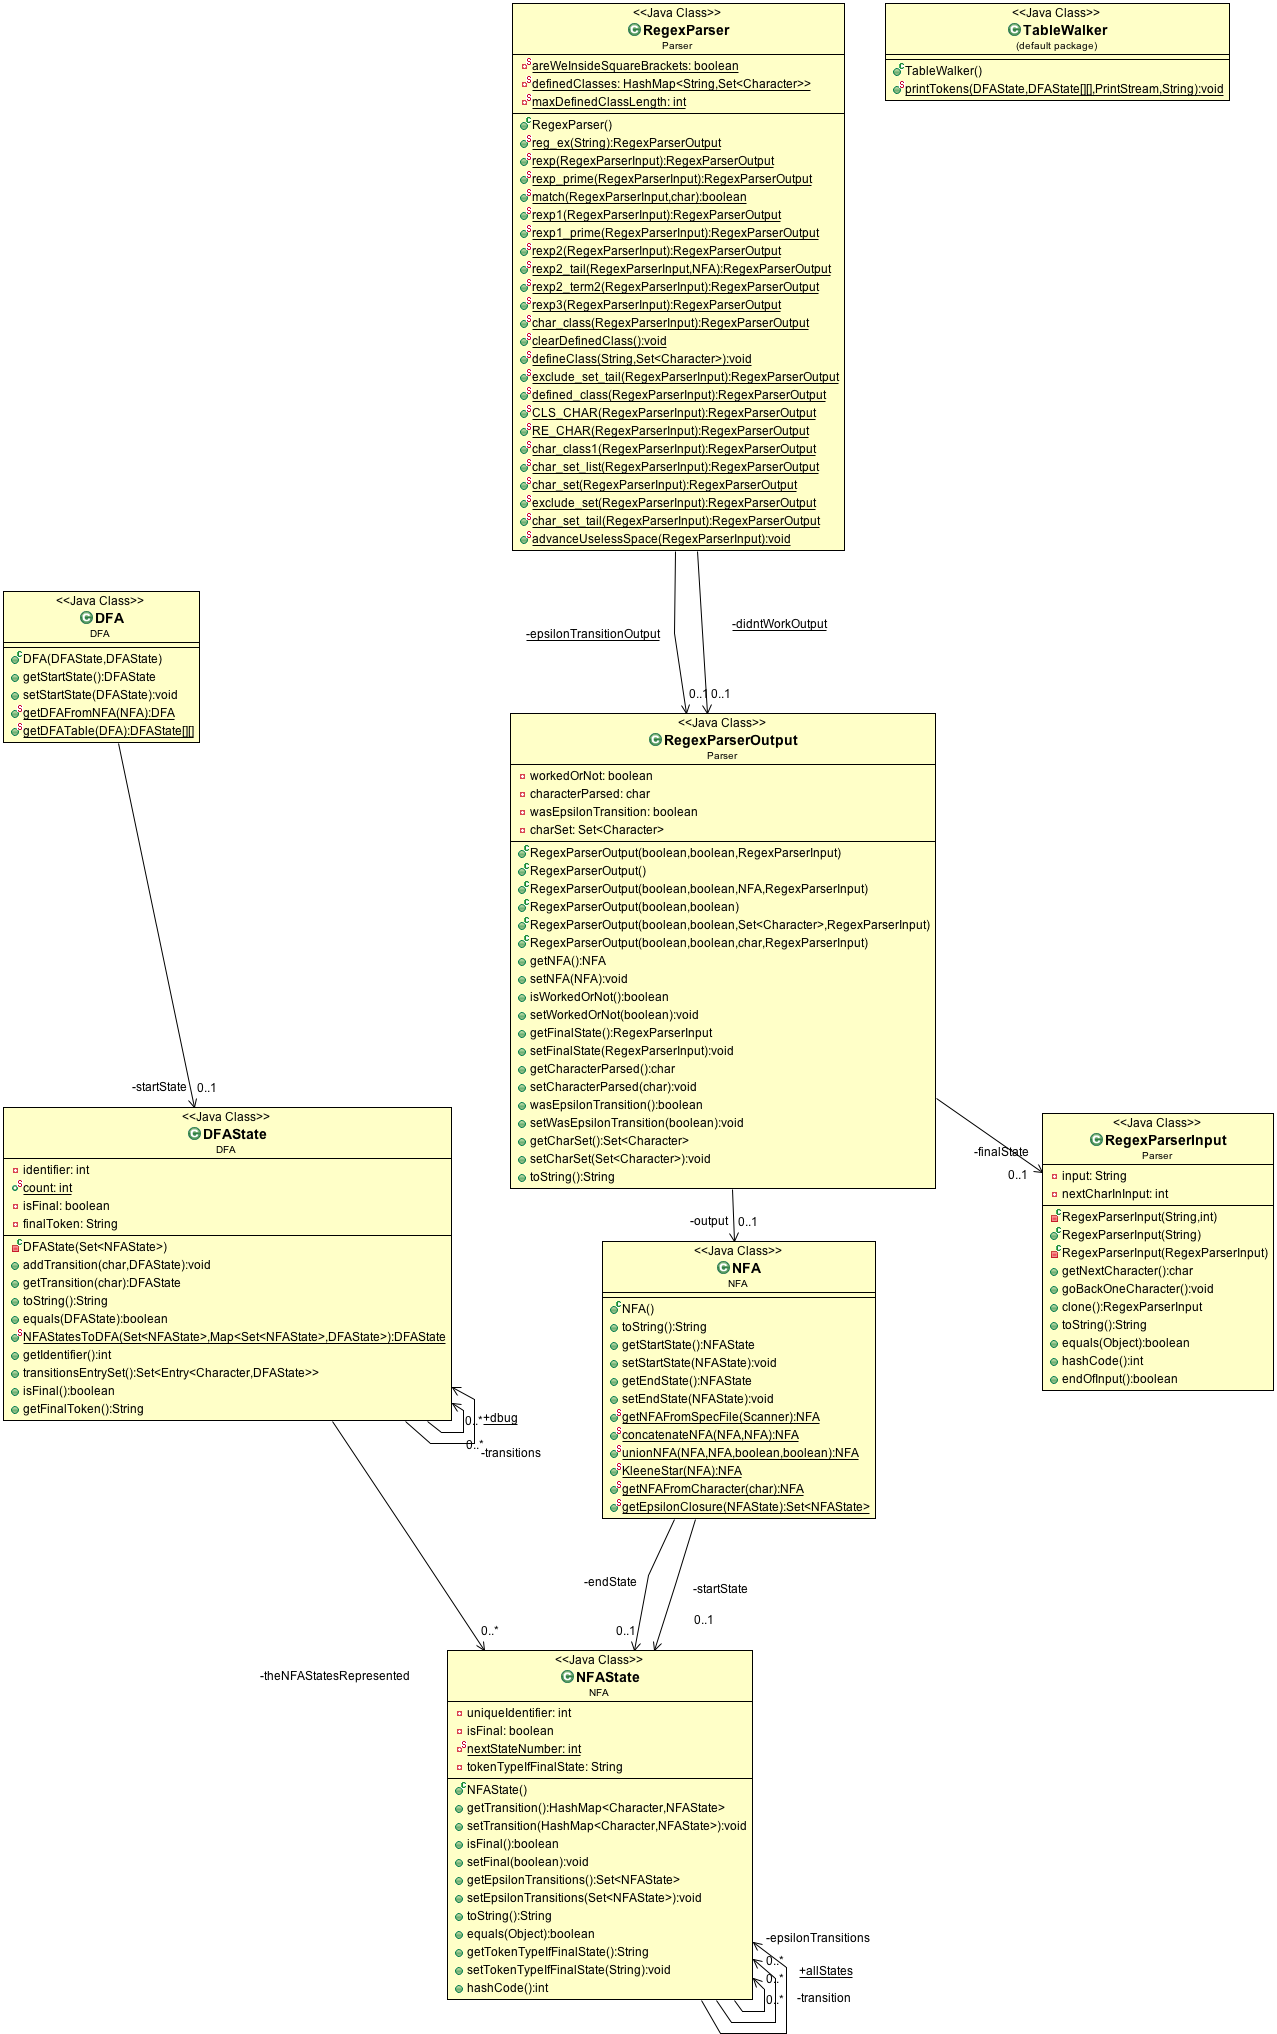 <<Java Class>>
RegexParser
Parser
areWeInsideSquareBrackets: boolean
definedClasses: HashMap<String,Set<Character>>
maxDefinedClassLength: int
RegexParser()
reg_ex(String):RegexParserOutput
rexp(RegexParserInput):RegexParserOutput
rexp_prime(RegexParserInput):RegexParserOutput
match(RegexParserInput,char):boolean
rexp1(RegexParserInput):RegexParserOutput
rexp1_prime(RegexParserInput):RegexParserOutput
rexp2(RegexParserInput):RegexParserOutput
rexp2_tail(RegexParserInput,NFA):RegexParserOutput
rexp2_term2(RegexParserInput):RegexParserOutput
rexp3(RegexParserInput):RegexParserOutput
char_class(RegexParserInput):RegexParserOutput
clearDefinedClass():void
defineClass(String,Set<Character>):void
exclude_set_tail(RegexParserInput):RegexParserOutput
defined_class(RegexParserInput):RegexParserOutput
CLS_CHAR(RegexParserInput):RegexParserOutput
RE_CHAR(RegexParserInput):RegexParserOutput
char_class1(RegexParserInput):RegexParserOutput
char_set_list(RegexParserInput):RegexParserOutput
char_set(RegexParserInput):RegexParserOutput
exclude_set(RegexParserInput):RegexParserOutput
char_set_tail(RegexParserInput):RegexParserOutput
advanceUselessSpace(RegexParserInput):void
<<Java Class>>
TableWalker
(default package)
TableWalker()
printTokens(DFAState,DFAState[][],PrintStream,String):void
<<Java Class>>
DFA
DFA
DFA(DFAState,DFAState)
getStartState():DFAState
setStartState(DFAState):void
getDFAFromNFA(NFA):DFA
getDFATable(DFA):DFAState[][]
-epsilonTransitionOutput
-didntWorkOutput
0..1
0..1
<<Java Class>>
RegexParserOutput
Parser
workedOrNot: boolean
characterParsed: char
wasEpsilonTransition: boolean
charSet: Set<Character>
RegexParserOutput(boolean,boolean,RegexParserInput)
RegexParserOutput()
RegexParserOutput(boolean,boolean,NFA,RegexParserInput)
RegexParserOutput(boolean,boolean)
RegexParserOutput(boolean,boolean,Set<Character>,RegexParserInput)
RegexParserOutput(boolean,boolean,char,RegexParserInput)
getNFA():NFA
setNFA(NFA):void
isWorkedOrNot():boolean
setWorkedOrNot(boolean):void
getFinalState():RegexParserInput
setFinalState(RegexParserInput):void
getCharacterParsed():char
setCharacterParsed(char):void
wasEpsilonTransition():boolean
setWasEpsilonTransition(boolean):void
getCharSet():Set<Character>
setCharSet(Set<Character>):void
toString():String
-startState
0..1
<<Java Class>>
DFAState
DFA
identifier: int
count: int
isFinal: boolean
finalToken: String
DFAState(Set<NFAState>)
addTransition(char,DFAState):void
getTransition(char):DFAState
toString():String
equals(DFAState):boolean
NFAStatesToDFA(Set<NFAState>,Map<Set<NFAState>,DFAState>):DFAState
getIdentifier():int
transitionsEntrySet():Set<Entry<Character,DFAState>>
isFinal():boolean
getFinalToken():String
0..*
+dbug
0..*
-transitions
-finalState
0..1
<<Java Class>>
RegexParserInput
Parser
input: String
nextCharInInput: int
RegexParserInput(String,int)
RegexParserInput(String)
RegexParserInput(RegexParserInput)
getNextCharacter():char
goBackOneCharacter():void
clone():RegexParserInput
toString():String
equals(Object):boolean
hashCode():int
endOfInput():boolean
-output
0..1
<<Java Class>>
NFA
NFA
NFA()
toString():String
getStartState():NFAState
setStartState(NFAState):void
getEndState():NFAState
setEndState(NFAState):void
getNFAFromSpecFile(Scanner):NFA
concatenateNFA(NFA,NFA):NFA
unionNFA(NFA,NFA,boolean,boolean):NFA
KleeneStar(NFA):NFA
getNFAFromCharacter(char):NFA
getEpsilonClosure(NFAState):Set<NFAState>
-endState
-startState
0..1
0..1
0..*
-theNFAStatesRepresented
<<Java Class>>
NFAState
NFA
uniqueIdentifier: int
isFinal: boolean
nextStateNumber: int
tokenTypeIfFinalState: String
NFAState()
getTransition():HashMap<Character,NFAState>
setTransition(HashMap<Character,NFAState>):void
isFinal():boolean
setFinal(boolean):void
getEpsilonTransitions():Set<NFAState>
setEpsilonTransitions(Set<NFAState>):void
toString():String
equals(Object):boolean
getTokenTypeIfFinalState():String
setTokenTypeIfFinalState(String):void
hashCode():int
-epsilonTransitions
0..*
+allStates
0..*
-transition
0..*